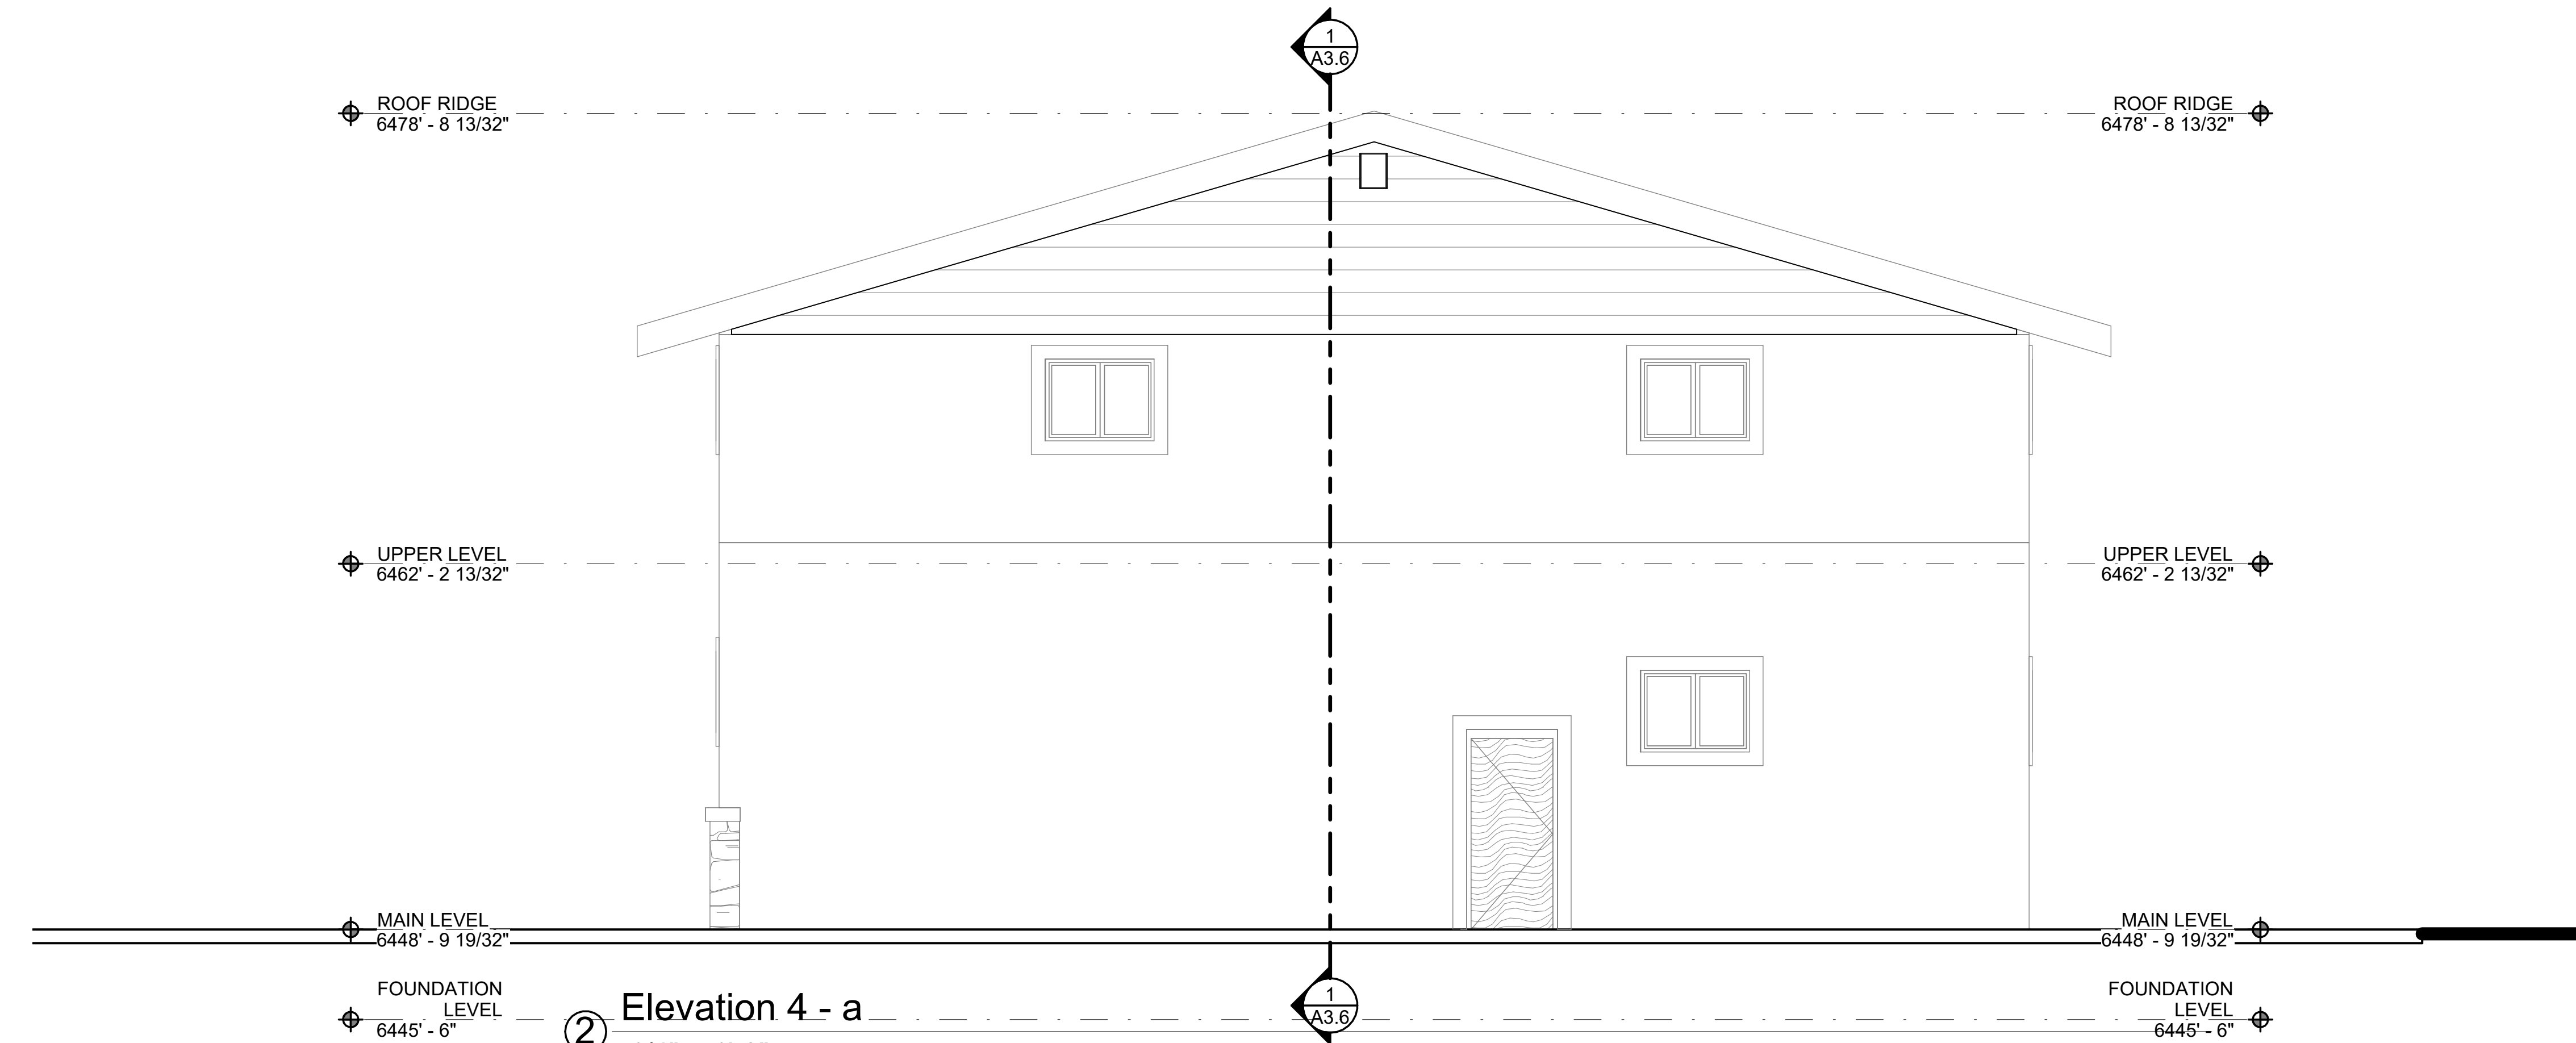 1
A3.6
ROOF RIDGE
6478' - 8 13/32"
ROOF RIDGE
6478' - 8 13/32"
UPPER LEVEL
6462' - 2 13/32"
UPPER LEVEL
6462' - 2 13/32"
MAIN LEVEL
6448' - 9 19/32"
MAIN LEVEL
6448' - 9 19/32"
FOUNDATION
LEVEL
6445' - 6"
2
Elevation 4 - a
1
A3.6
FOUNDATION
LEVEL
6445' - 6"